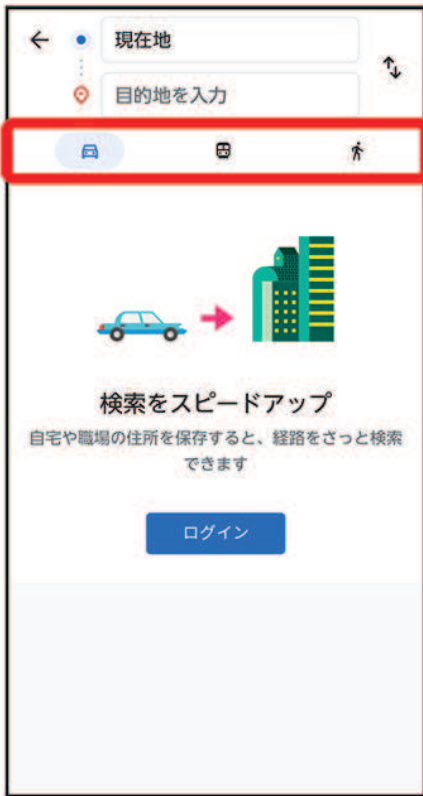 現在地
目的地を入力
検索をスピードアップ
自宅や職場の住所を保存すると、経路をさっと検索
できます
ログイン